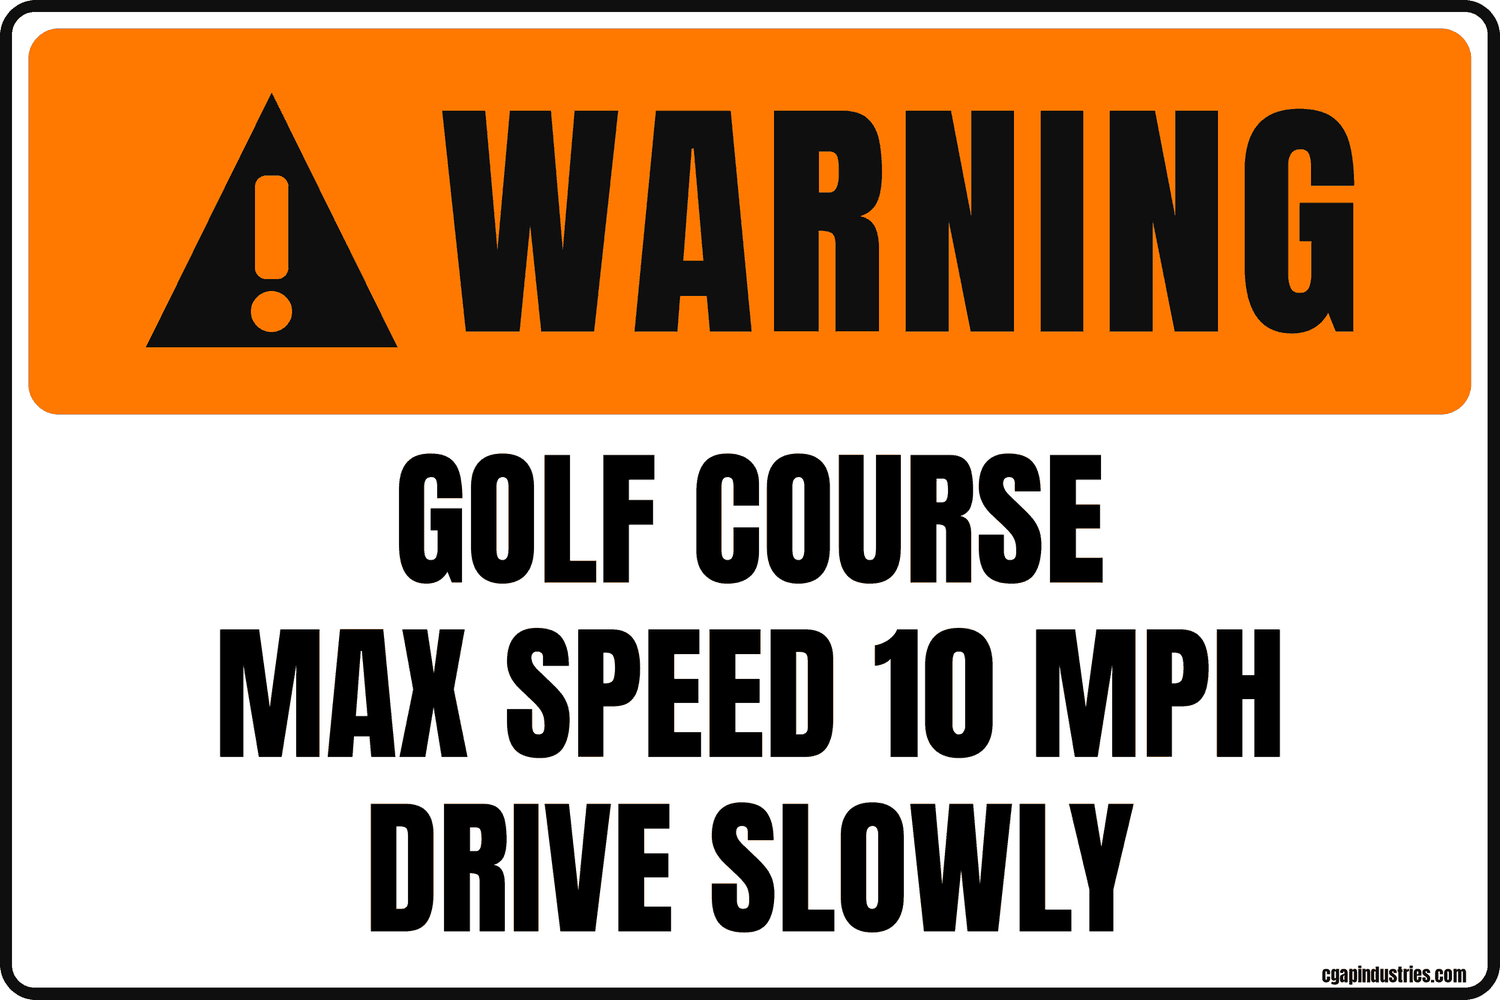 WARNING
GOLF COURSE
MAX SPEED 10 MPH
DRIVE SLOWLY
cgapindustries.com